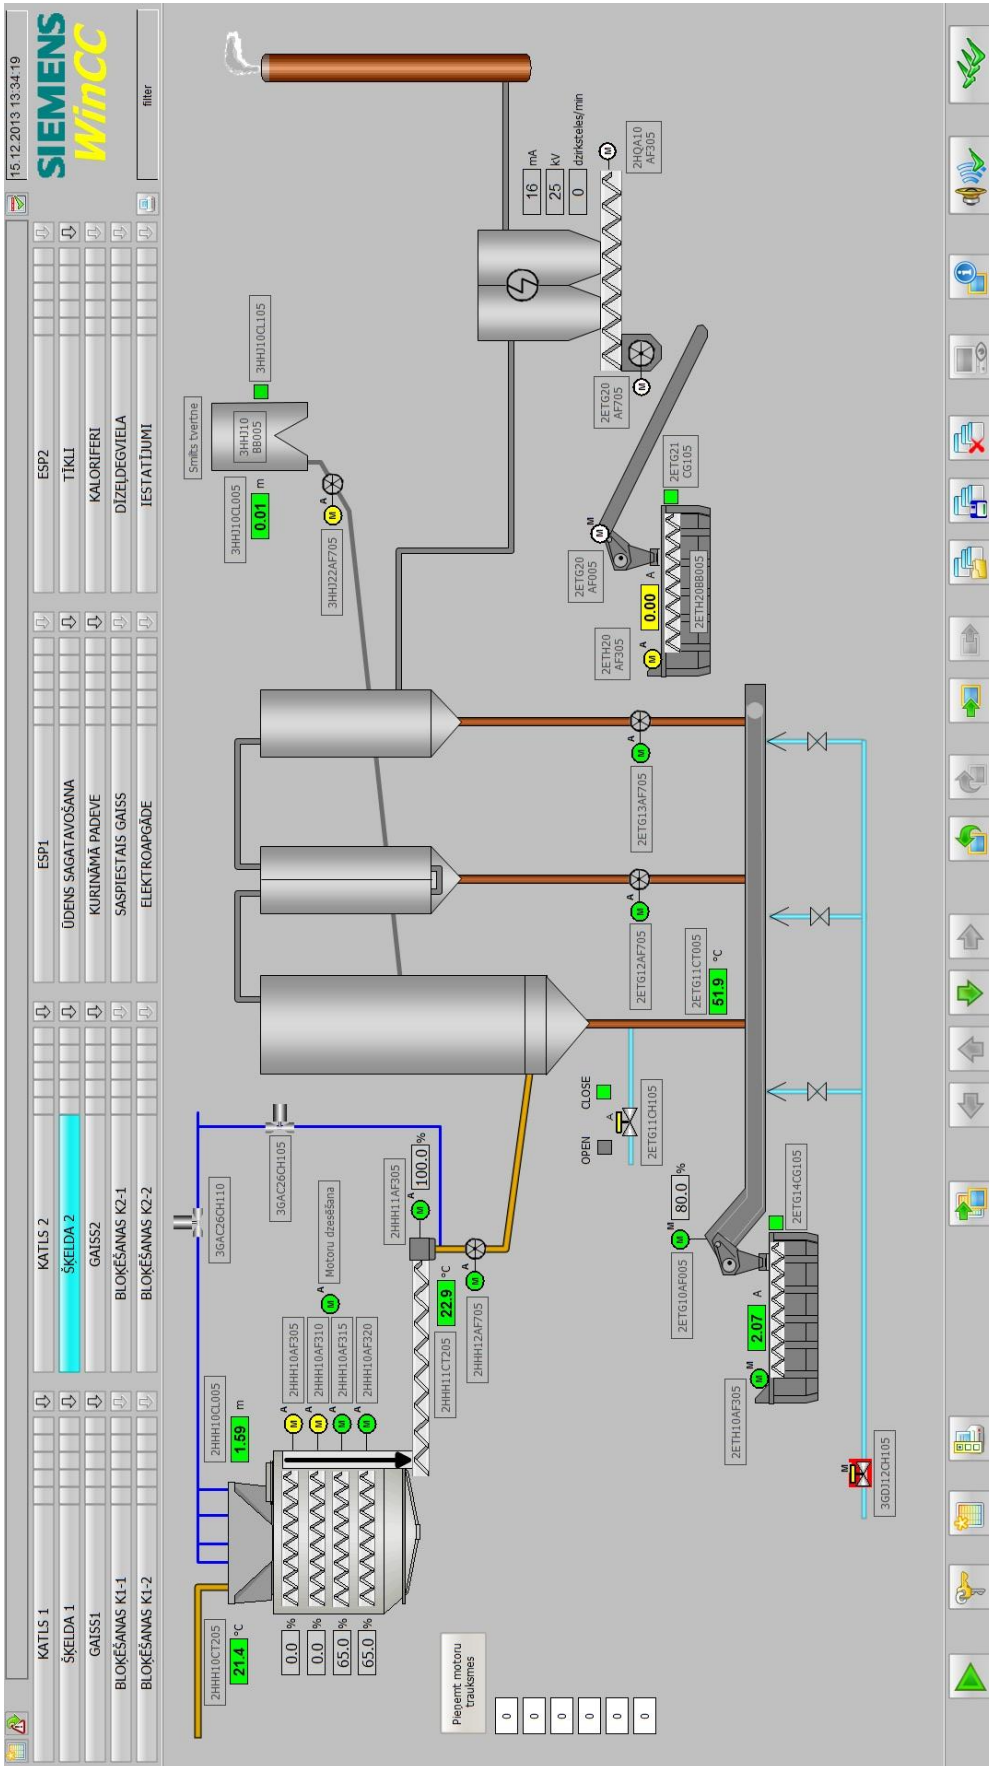 15.12.2013 13:34:19
SIEMENS
WinCC
KATLS 1
KATLS 2
ESP1
ESP2
ŠĶELDA 1
ŠĶELDA 2
ŪDENS SAGATAVOŠANA
TĪKLI
GAISS1
GAISS2
KURINĀMĀ PADEVE
KALORIFERI
BLOĶĒŠANAS K1-1
BLOĶĒŠANAS K2-1
SASPIESTAIS GAISS
DĪZEĻDEGVIELA
BLOĶĒŠANAS K1-2
BLOĶĒŠANAS K2-2
ELEKTROAPGĀDE
IESTATĪJUMI
filter
2HHH10CT205
21.4 °C
2HHH10CL005
1.59 m
3GAC26CH110
3GAC26CH105
Smilts tvertne
3HHJ10
BB005
3HHJ10CL105
3HHJ10CL005
0.01 m
A
M
3HHJ22AF705
0.0 %
0.0 %
65.0 %
65.0 %
A
M
2HHH10AF305
A
M
2HHH10AF310
A
M
2HHH10AF315
A
M
2HHH10AF320
A
M
Motoru dzesēšana
2HHH11AF305
A
M
100.0 %
2HHH11CT205
22.9 °C
A
M
2HHH12AF705
16 mA
25 kV
0 dzirksteles/min
M
2HQA10
AF305
2ETG20
AF705
M
2ETG20
AF005
M
M
2ETH20
AF305
A
M
0.00 A
2ETG21
CG105
2ETH20BB005
Pieņemt motoru
trauksmes
0
0
0
0
0
0
OPEN
CLOSE
A
2ETG11CH105
A
M
2ETG12AF705
A
M
2ETG13AF705
2ETG11CT005
51.9 °C
2ETG10AF005
M
M
80.0 %
2ETH10AF305
M
M
2.07 A
2ETG14CG105
M
3GDJ12CH105